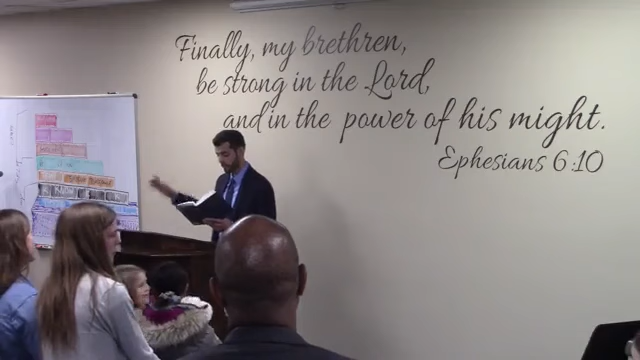 Finally, my brethren,
be strong in the Lord,
and in the power of his might.
Ephesians 6:10